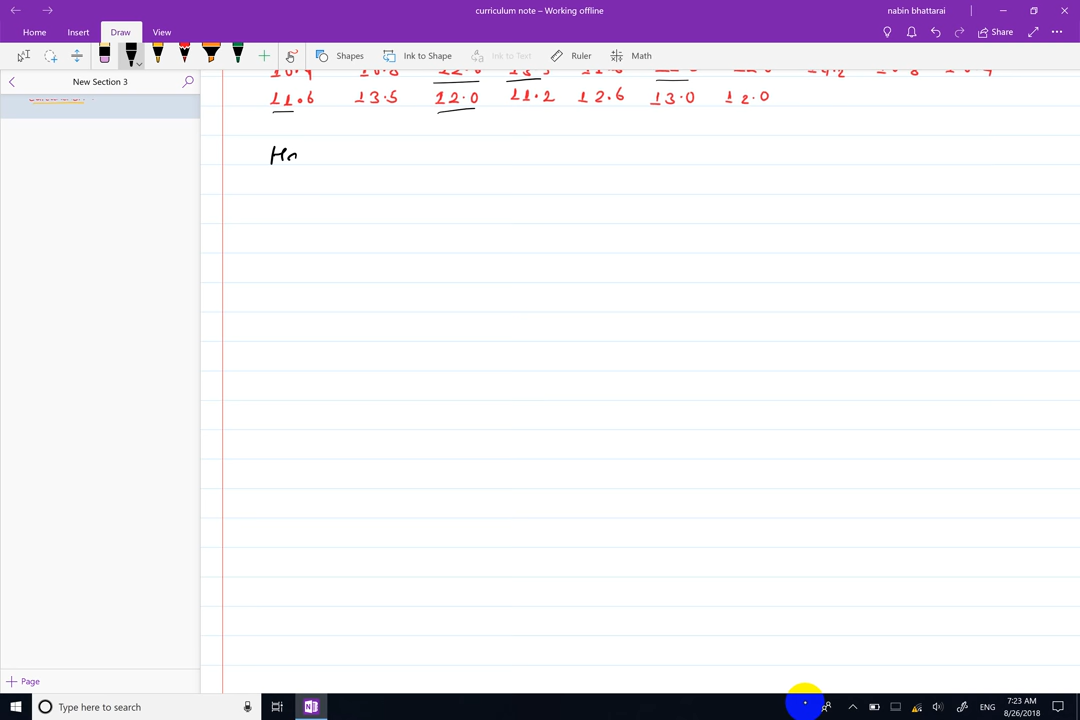 curriculum note – Working offline
nabin bhattarai
Home Insert Draw View
Share
Shapes Ink to Shape Ink to Text Ruler Math
New Section 3
11.6 13.5 12.0 11.2 12.6 13.0 12.0
Page
Type here to search
N
ENG
7:23 AM
8/26/2018